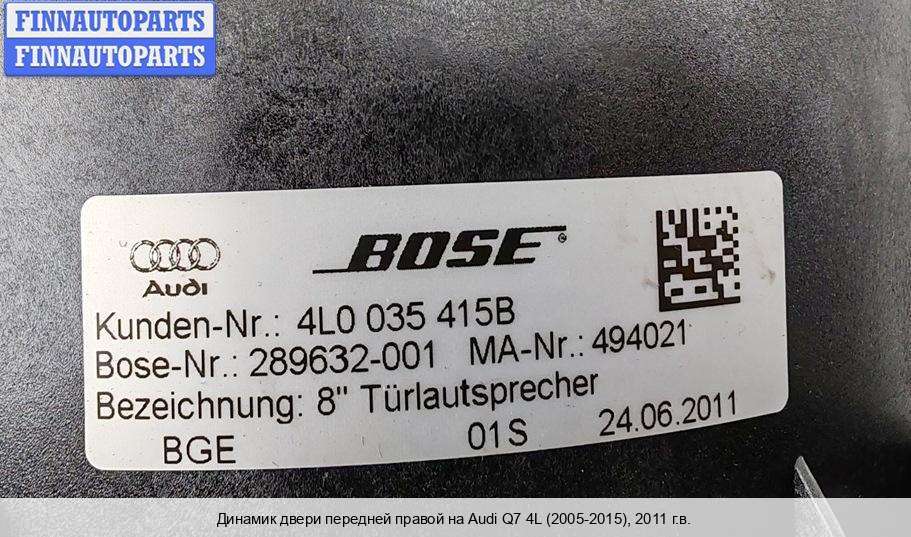 FINNAUTOPARTS
FINNAUTOPARTS
Audi
BOSE®
Kunden-Nr.: 4L0 035 415B
Bose-Nr.: 289632-001 MA-Nr.: 494021
Bezeichnung: 8" Türlautsprecher
BGE 01S 24.06.2011
Динамик двери передней правой на Audi Q7 4L (2005-2015), 2011 г.в.